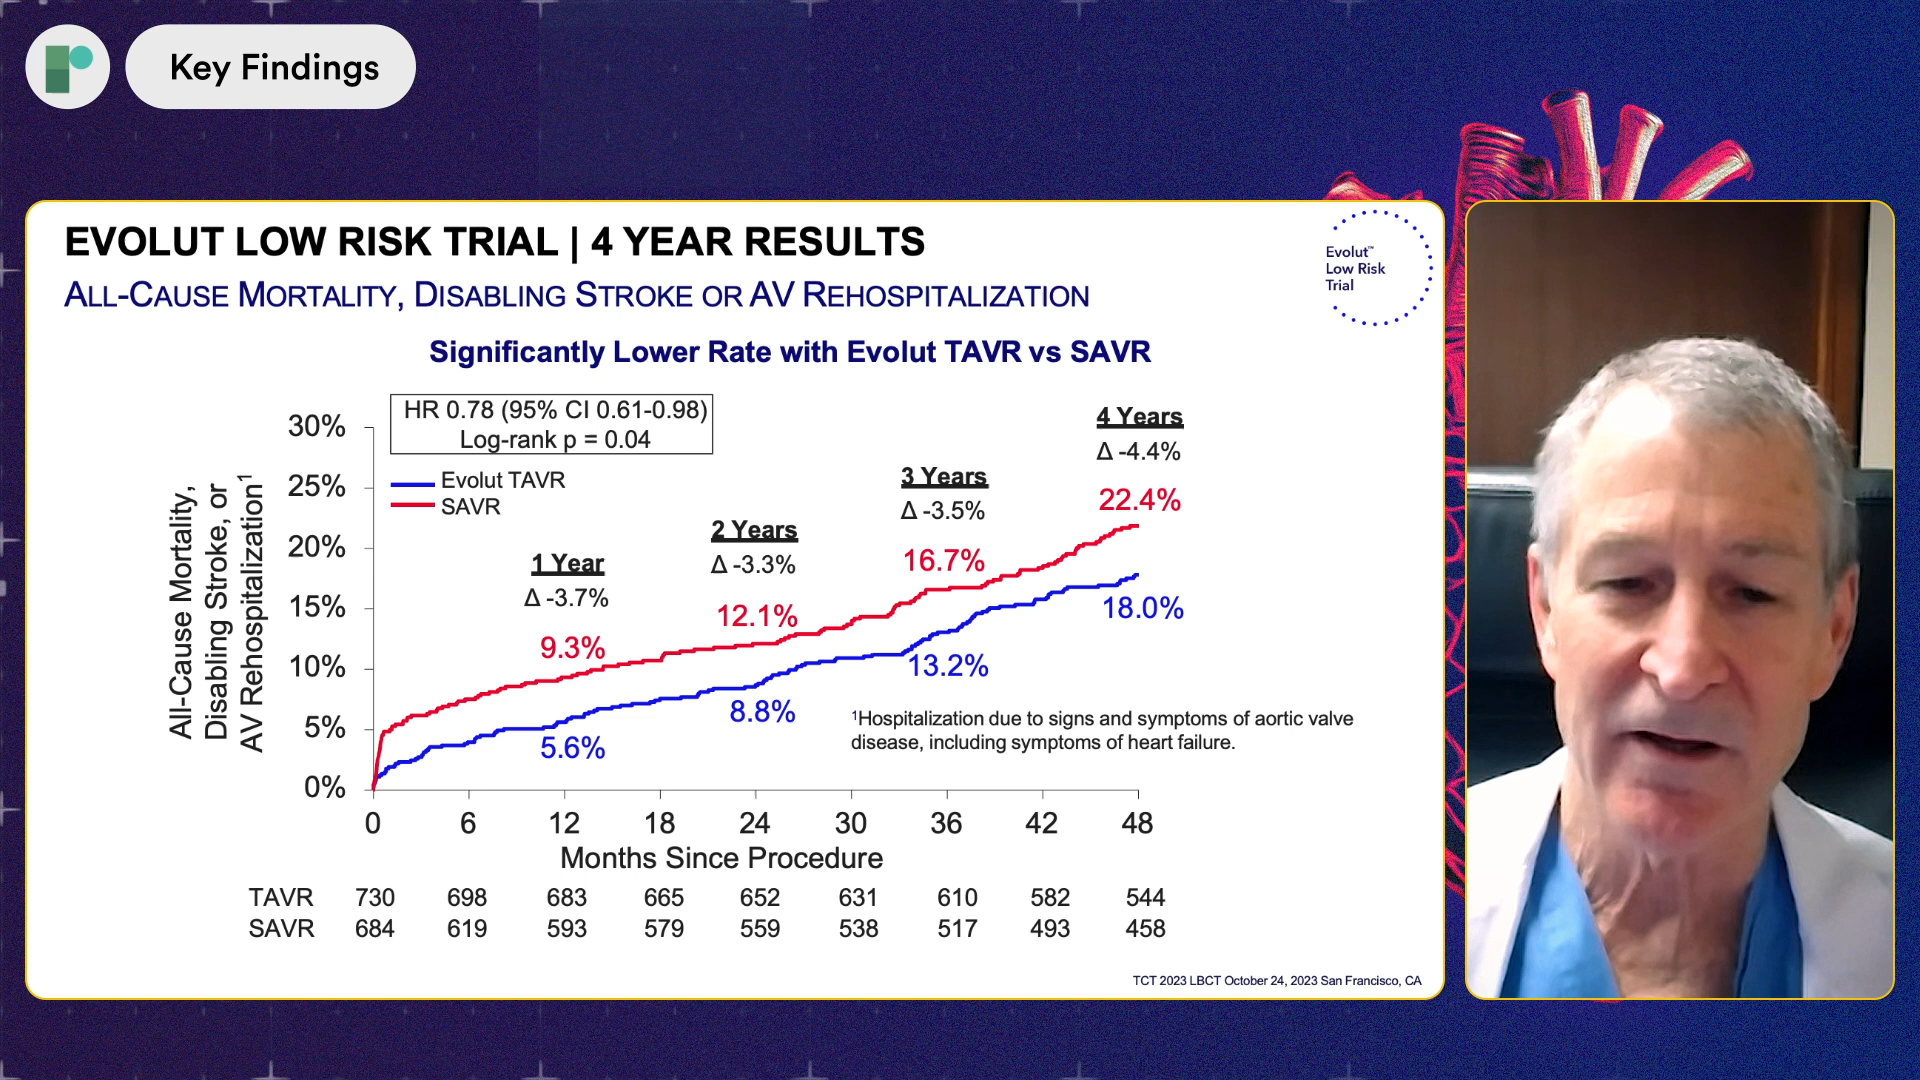 Key Findings
EVOLUT LOW RISK TRIAL | 4 YEAR RESULTS
ALL-CAUSE MORTALITY, DISABLING STROKE OR AV REHOSPITALIZATION
Evolut™
Low Risk
Trial
Significantly Lower Rate with Evolut TAVR vs SAVR
HR 0.78 (95% CI 0.61-0.98)
Log-rank p = 0.04
Evolut TAVR
SAVR
All-Cause Mortality,
Disabling Stroke, or
AV Rehospitalization¹
30%
25%
20%
15%
10%
5%
0%
1 Year
Δ -3.7%
9.3%
5.6%
2 Years
Δ -3.3%
12.1%
8.8%
3 Years
Δ -3.5%
16.7%
13.2%
4 Years
Δ -4.4%
22.4%
18.0%
¹Hospitalization due to signs and symptoms of aortic valve
disease, including symptoms of heart failure.
0 6 12 18 24 30 36 42 48
Months Since Procedure
TAVR 730 698 683 665 652 631 610 582 544
SAVR 684 619 593 579 559 538 517 493 458
TCT 2023 LBCT October 24, 2023 San Francisco, CA